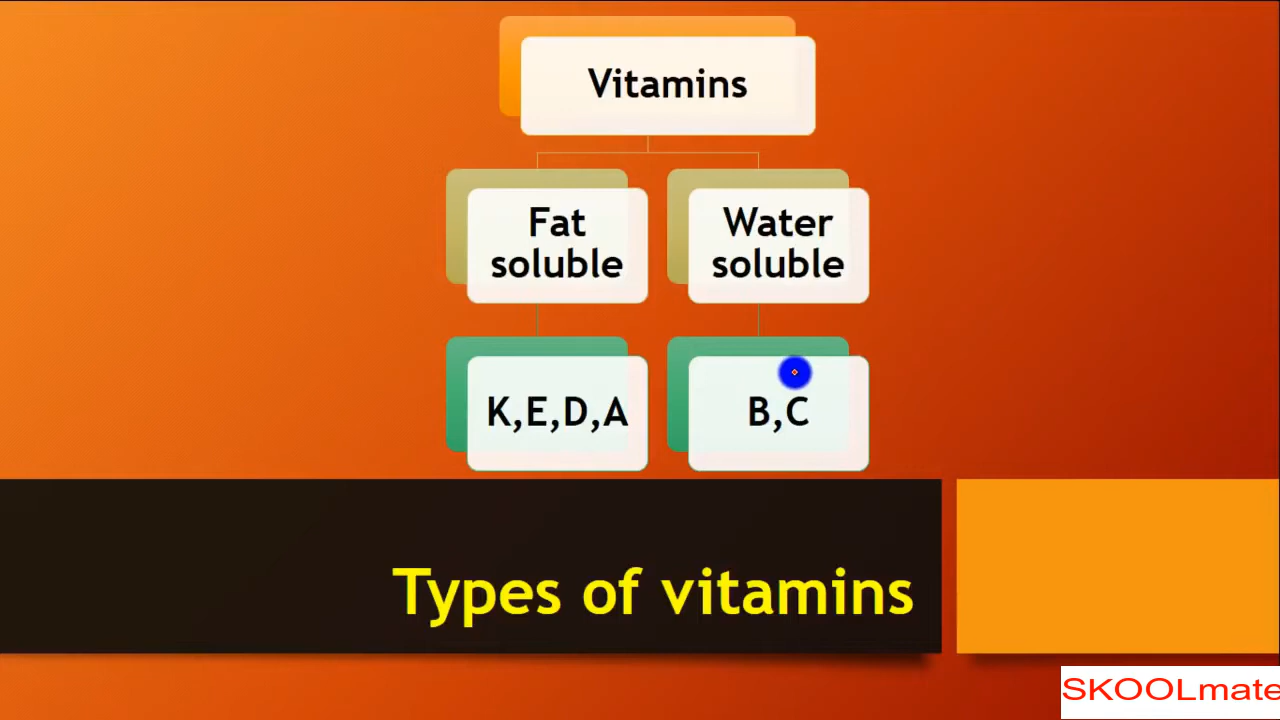 Vitamins
Fat
soluble
Water
soluble
K,E,D,A
B,C
Types of vitamins
SKOOLmate